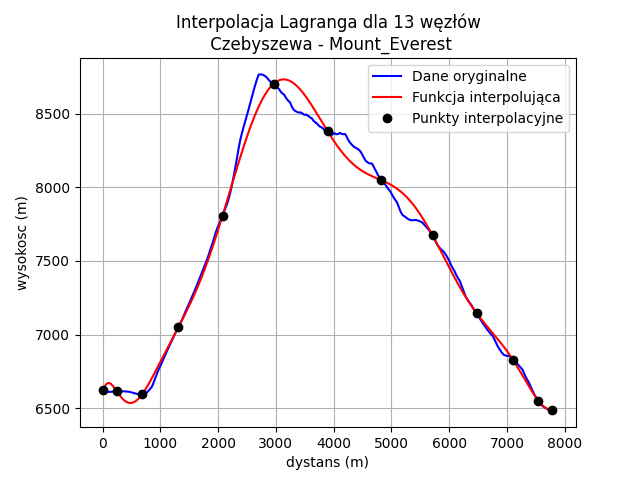 Interpolacja Lagranga dla 13 węzłów
Czebyszewa - Mount_Everest
Dane oryginalne
Funkcja interpolująca
Punkty interpolacyjne
wysokosc (m)
8500
8000
7500
7000
6500
0 1000 2000 3000 4000 5000 6000 7000 8000
dystans (m)